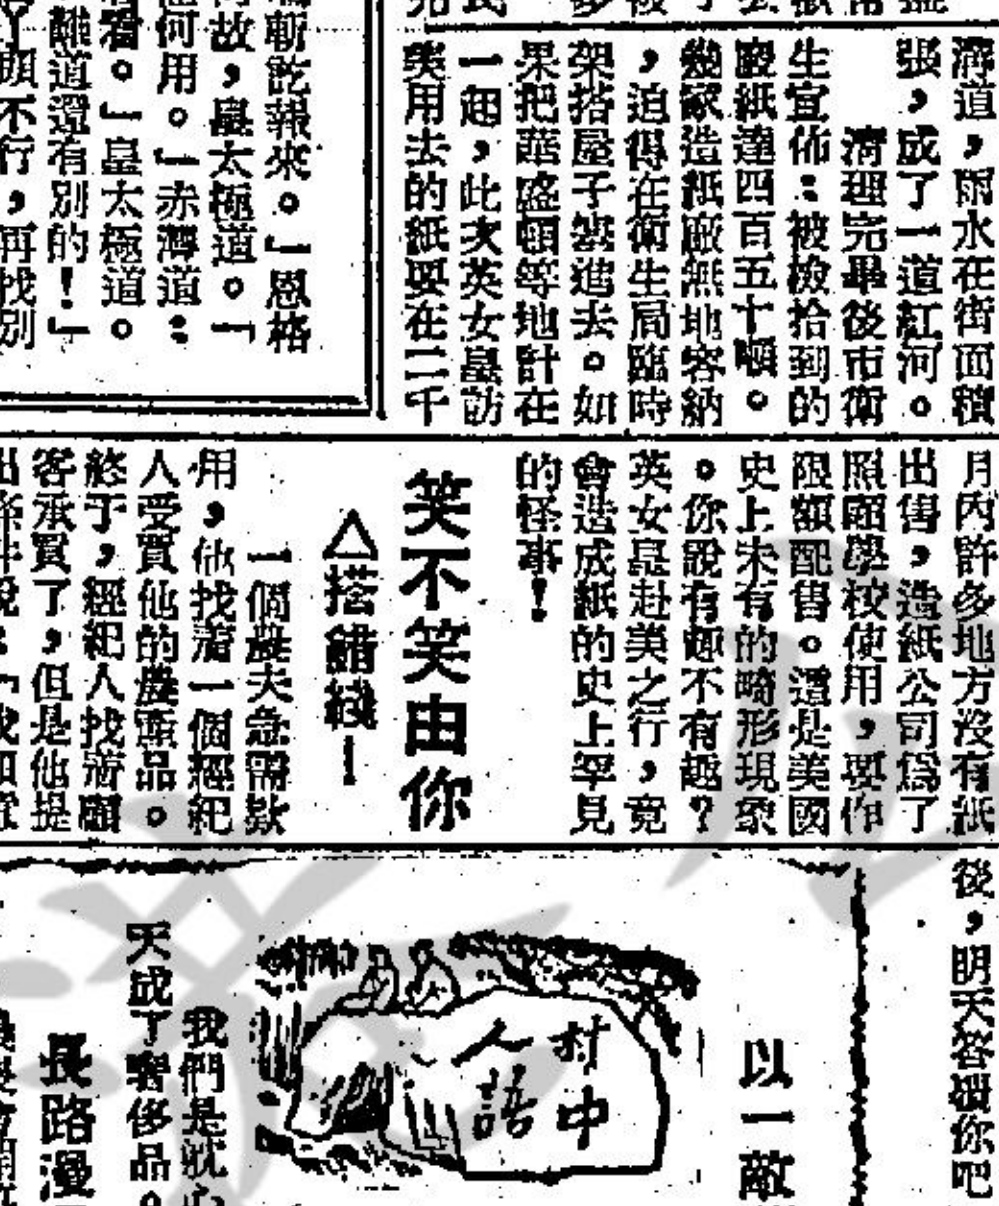 溝道，雨水在街面積
張，成了一道紅河。
清理完畢後市衛
生宣佈：被檢拾到的
廢紙達四百五十噸。
幾家造紙廠無地容納
，迫得在衛生局臨時
架搭屋子裝進去。如
果把華盛頓等地計在
一起，此次英女皇訪
美用去的紙要在二千
斬訖報來。」恩格
故，皇太極道。「
何用。」赤濟道：
看。」皇太極道。
難道還有別的！」
頭不行，再找別
月內許多地方沒有紙
出售，造紙公司爲了
照顧學校使用，要作
限額配售。這是美國
史上未有的畸形現象
。你說有趣不有趣？
英女皇赴美之行，竟
會造成紙的史上罕見
的怪事！
笑不笑由你
△搭錯綫—
一個農夫急需款
用，他找着一個經紀
人受買他的農產品。
終于，經紀人找着顧
客承買了，但是他提
後，明天答覆你吧
以一敵
村中
人語
我們是就心
天成了奢侈品。
長路漫